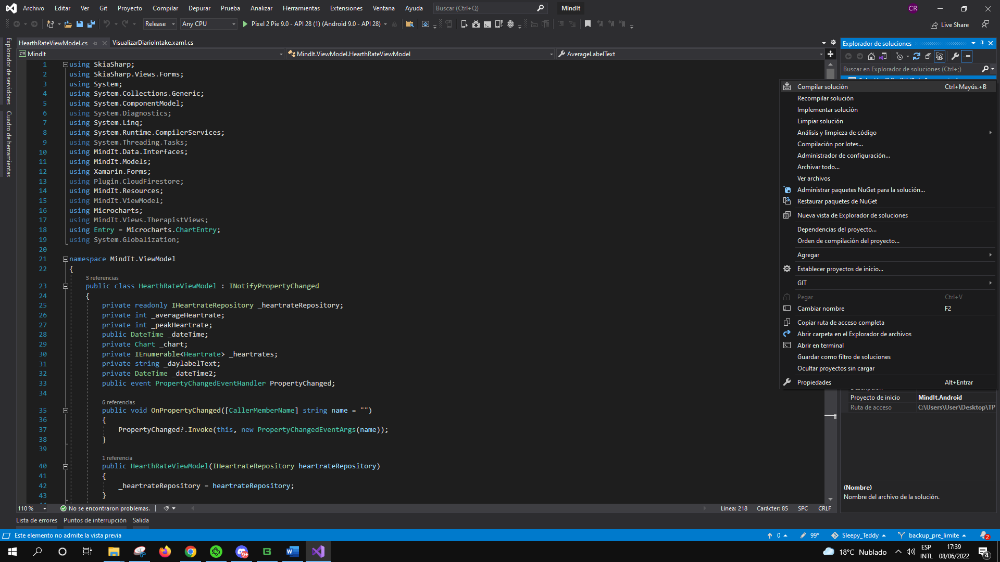 Archivo Editar Ver Git Proyecto Compilar Depurar Prueba Analizar Herramientas Extensiones Ventana Ayuda Buscar (Ctrl+Q) MindIt CR
Release Any CPU Pixel 2 Pie 9.0 - API 28 (1) (Android 9.0 - API 28) Live Share
Explorador de servidores
Cuadro de herramientas
HearthRateViewModel.cs VisualizarDiarioIntake.xaml.cs
MindIt MindIt.ViewModel.HearthRateViewModel AverageLabelText
1 using SkiaSharp;
2 using SkiaSharp.Views.Forms;
3 using System;
4 using System.Collections.Generic;
5 using System.ComponentModel;
6 using System.Diagnostics;
7 using System.Linq;
8 using System.Runtime.CompilerServices;
9 using System.Threading.Tasks;
10 using MindIt.Data.Interfaces;
11 using MindIt.Models;
12 using Xamarin.Forms;
13 using Plugin.CloudFirestore;
14 using MindIt.Resources;
15 using MindIt.ViewModel;
16 using Microcharts;
17 using MindIt.Views.TherapistViews;
18 using Entry = Microcharts.ChartEntry;
19 using System.Globalization;
20
21 namespace MindIt.ViewModel
22 {
3 referencias
23 public class HearthRateViewModel : INotifyPropertyChanged
24 {
25 private readonly IHeartrateRepository _heartrateRepository;
26 private int _averageHeartrate;
27 private int _peakHeartrate;
28 public DateTime _dateTime;
29 private Chart _chart;
30 private IEnumerable<Heartrate> _heartrates;
31 private string _daylabelText;
32 private DateTime _dateTime2;
33 public event PropertyChangedEventHandler PropertyChanged;
34
6 referencias
35 public void OnPropertyChanged([CallerMemberName] string name = "")
36 {
37 PropertyChanged?.Invoke(this, new PropertyChangedEventArgs(name));
38 }
39
1 referencia
40 public HearthRateViewModel(IHeartrateRepository heartrateRepository)
41 {
42 _heartrateRepository = heartrateRepository;
43 }
110 % No se encontraron problemas. Línea: 218 Carácter: 85 SPC CRLF
Explorador de soluciones
Buscar en Explorador de soluciones (Ctrl+;)
Compilar solución Ctrl+Mayús.+B
Recompilar solución
Implementar solución
Limpiar solución
Análisis y limpieza de código
Compilación por lotes...
Administrador de configuración...
Archivar todo...
Ver archivos
Administrar paquetes NuGet para la solución...
Restaurar paquetes de NuGet
Nueva vista de Explorador de soluciones
Dependencias del proyecto...
Orden de compilación del proyecto...
Agregar
Establecer proyectos de inicio...
GIT
Pegar Ctrl+V
Cambiar nombre F2
Copiar ruta de acceso completa
Abrir carpeta en el Explorador de archivos
Abrir en terminal
Guardar como filtro de soluciones
Ocultar proyectos sin cargar
Propiedades Alt+Entrar
Proyecto de inicio MindIt.Android
Ruta de acceso C:\Users\User\Desktop\TP
(Nombre)
Nombre del archivo de la solución.
Lista de errores Puntos de interrupción Salida
Este elemento no admite la vista previa 0 99* Sleepy_Teddy backup_pre_limite 2
9+ 18°C Nublado ESP INTL 17:39 08/06/2022 4